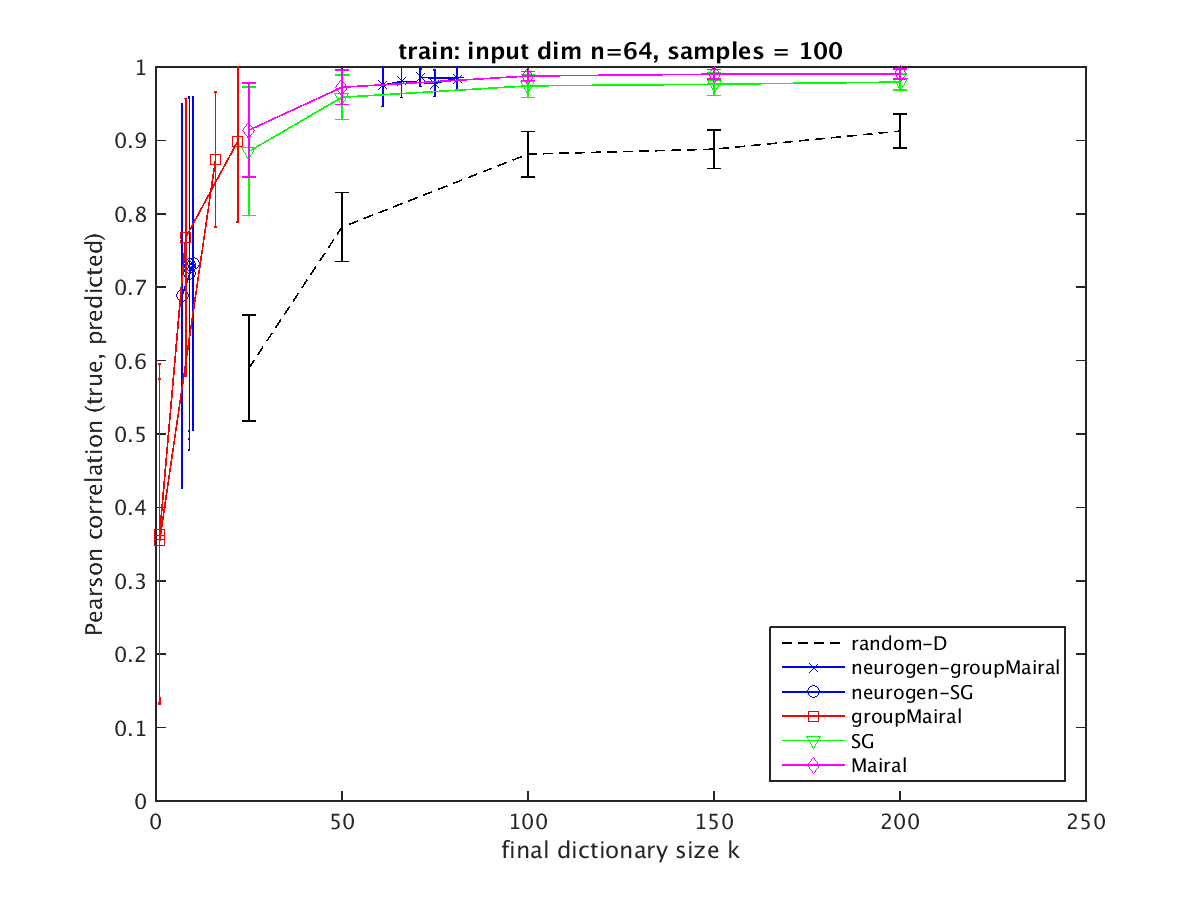 train: input dim n=64, samples = 100
Pearson correlation (true, predicted)
1
0.9
0.8
0.7
0.6
0.5
0.4
0.3
0.2
0.1
0
0 50 100 150 200 250
final dictionary size k
random-D
neurogen-groupMairal
neurogen-SG
groupMairal
SG
Mairal